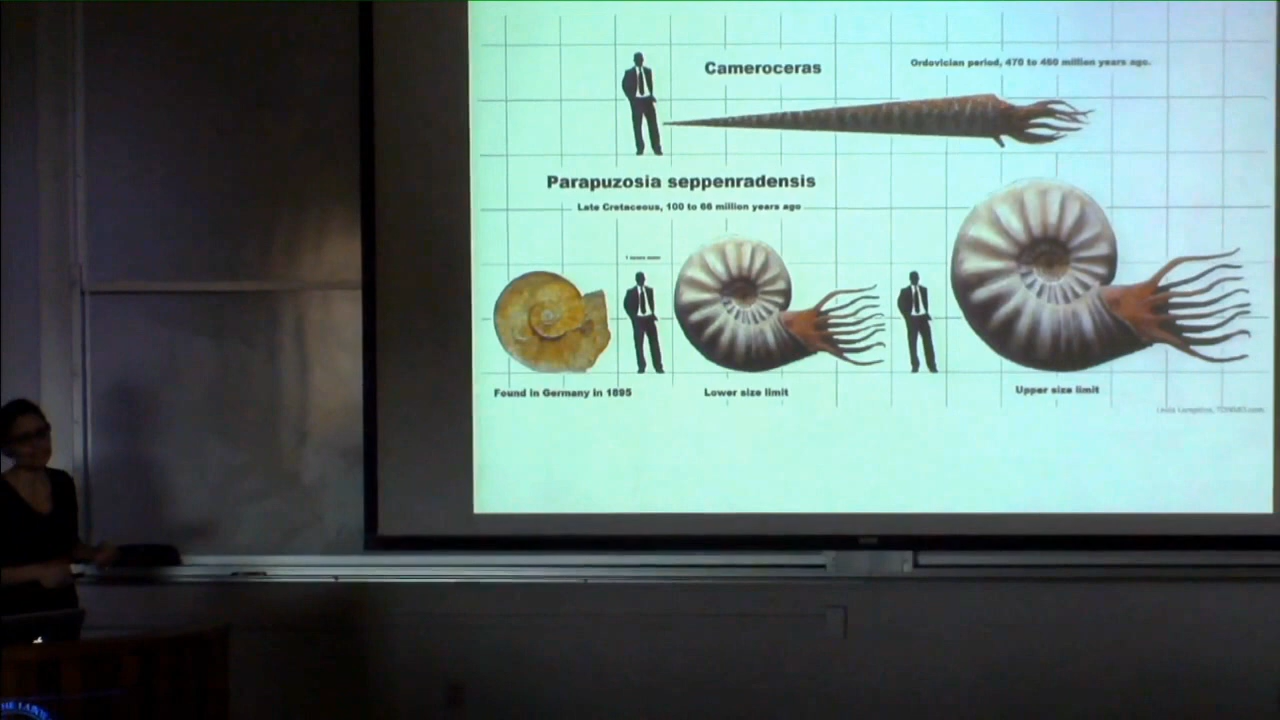 Cameroceras
Ordovician period, 470 to 460 million years ago.
Parapuzosia seppenradensis
Late Cretaceous, 100 to 66 million years ago
Found in Germany in 1895
Lower size limit
Upper size limit
THE